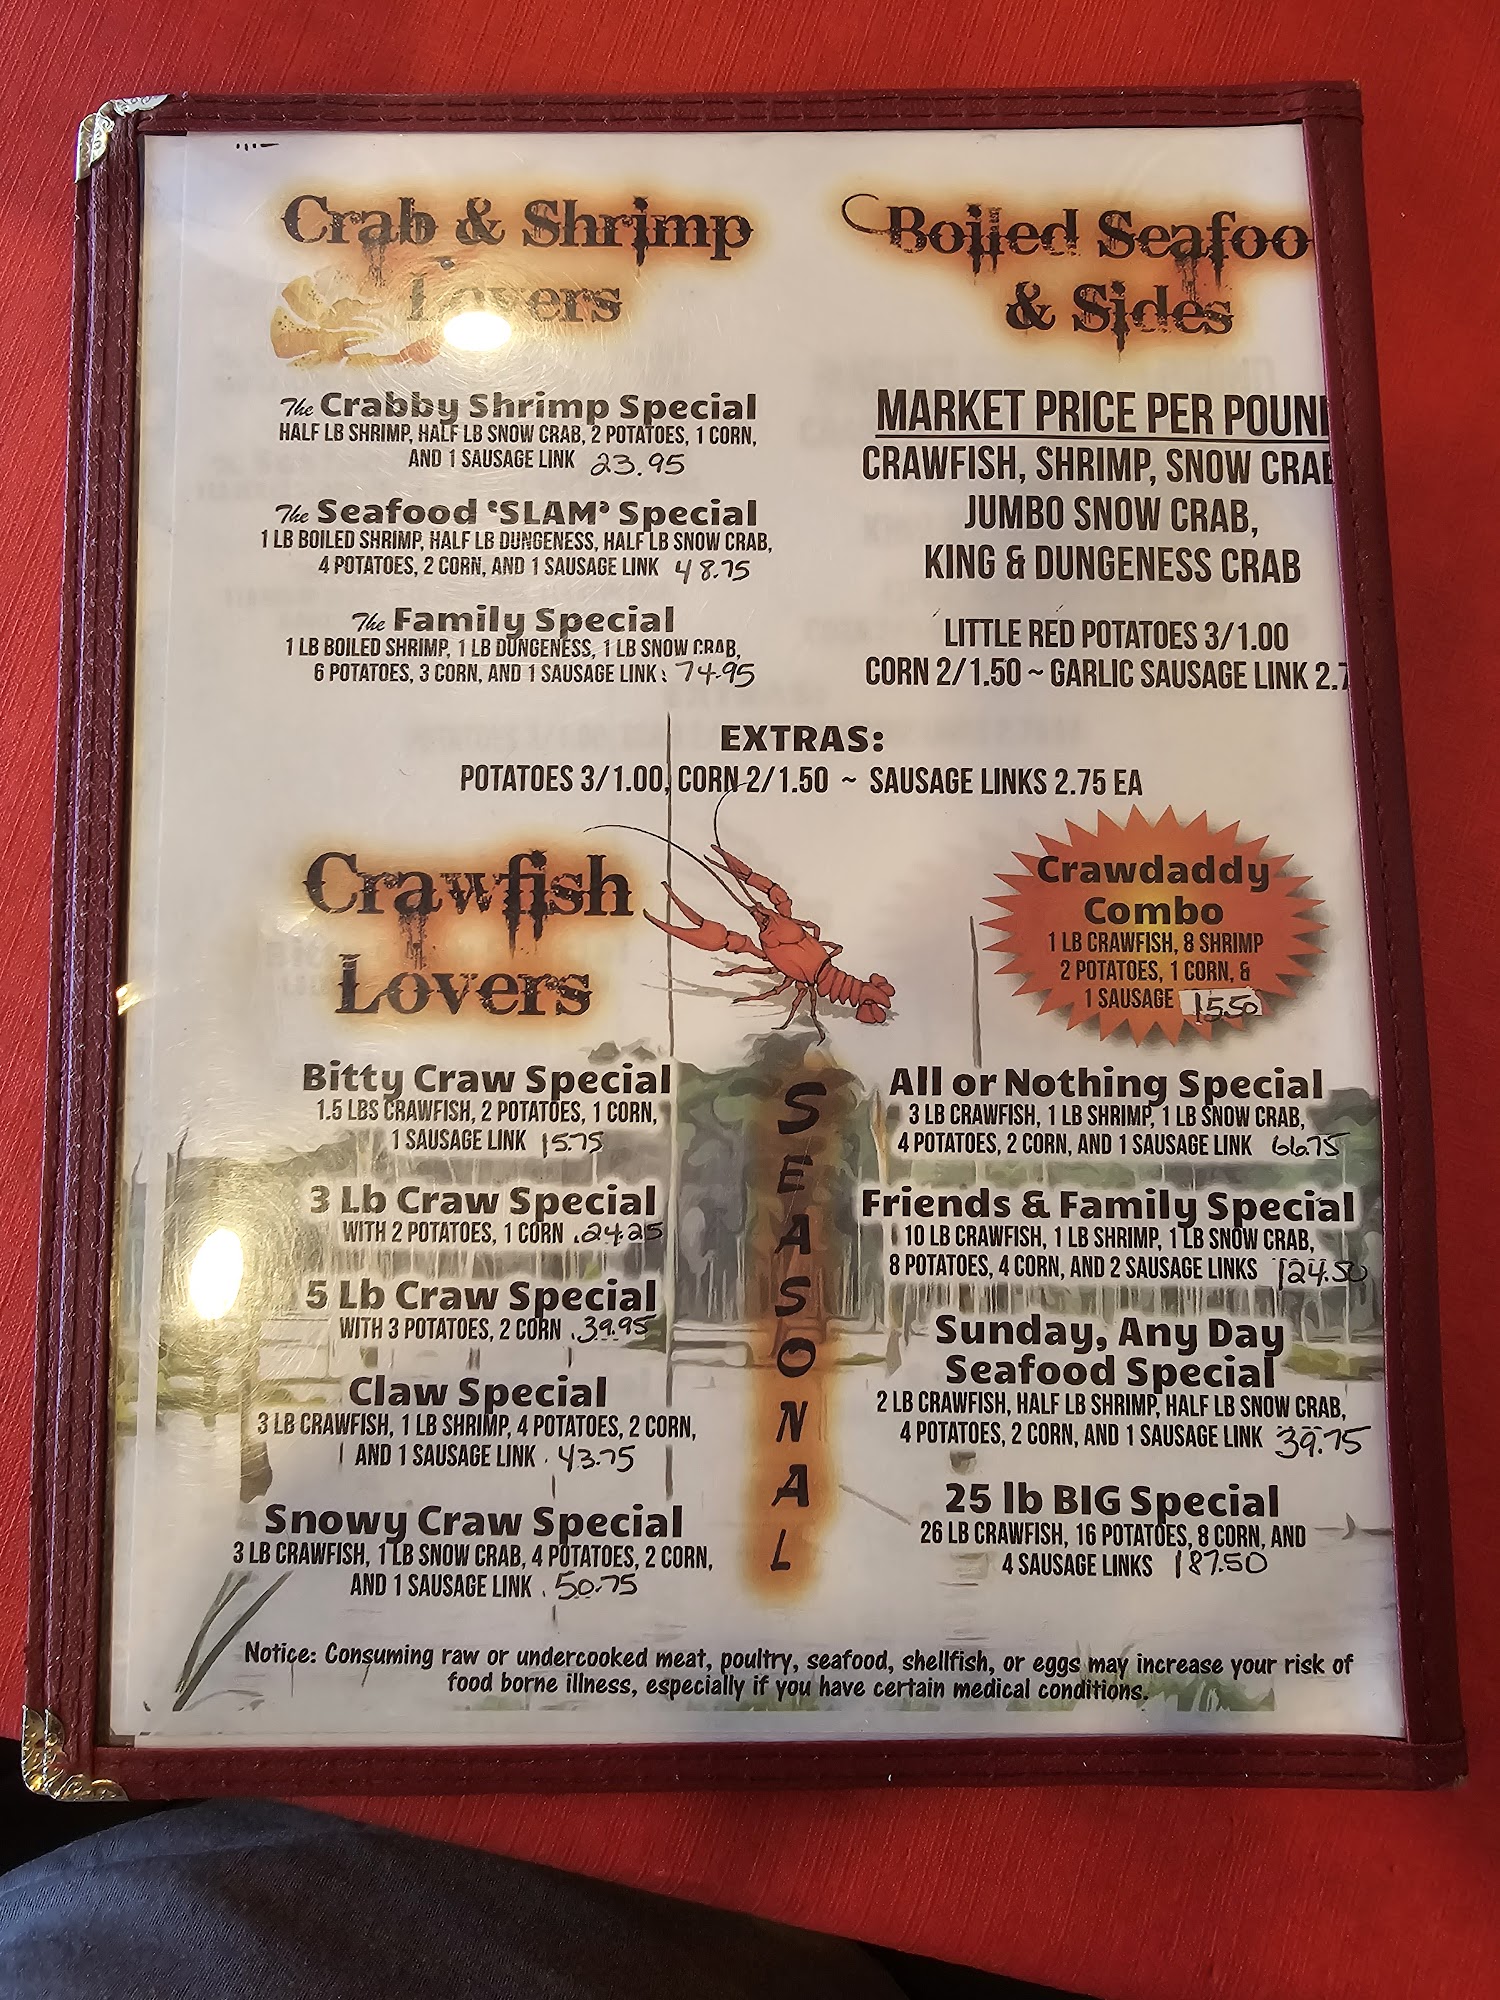 Crab & Shrimp
Lovers
The Crabby Shrimp Special
HALF LB SHRIMP, HALF LB SNOW CRAB, 2 POTATOES, 1 CORN,
AND 1 SAUSAGE LINK 23.95
The Seafood 'SLAM' Special
1 LB BOILED SHRIMP, HALF LB DUNGENESS, HALF LB SNOW CRAB,
4 POTATOES, 2 CORN, AND 1 SAUSAGE LINK 48.75
The Family Special
1 LB BOILED SHRIMP, 1 LB DUNGENESS, 1 LB SNOW CRAB,
6 POTATOES, 3 CORN, AND 1 SAUSAGE LINK 74.95
Boiled Seafoo
& Sides
MARKET PRICE PER POUN
CRAWFISH, SHRIMP, SNOW CRAB
JUMBO SNOW CRAB,
KING & DUNGENESS CRAB
LITTLE RED POTATOES 3/1.00
CORN 2/1.50 ~ GARLIC SAUSAGE LINK 2.7
EXTRAS:
POTATOES 3/1.00, CORN 2/1.50 ~ SAUSAGE LINKS 2.75 EA
Crawfish
Lovers
Crawdaddy
Combo
1 LB CRAWFISH, 8 SHRIMP
2 POTATOES, 1 CORN, &
1 SAUSAGE 15.50
Bitty Craw Special
1.5 LBS CRAWFISH, 2 POTATOES, 1 CORN,
1 SAUSAGE LINK 15.75
3 Lb Craw Special
WITH 2 POTATOES, 1 CORN 24.25
5 Lb Craw Special
WITH 3 POTATOES, 2 CORN 39.95
Claw Special
3 LB CRAWFISH, 1 LB SHRIMP, 4 POTATOES, 2 CORN,
AND 1 SAUSAGE LINK 43.75
Snowy Craw Special
3 LB CRAWFISH, 1 LB SNOW CRAB, 4 POTATOES, 2 CORN,
AND 1 SAUSAGE LINK 50.75
SEASONAL
All or Nothing Special
3 LB CRAWFISH, 1 LB SHRIMP, 1 LB SNOW CRAB,
4 POTATOES, 2 CORN, AND 1 SAUSAGE LINK 66.75
Friends & Family Special
10 LB CRAWFISH, 1 LB SHRIMP, 1 LB SNOW CRAB,
8 POTATOES, 4 CORN, AND 2 SAUSAGE LINKS 124.50
Sunday, Any Day
Seafood Special
2 LB CRAWFISH, HALF LB SHRIMP, HALF LB SNOW CRAB,
4 POTATOES, 2 CORN, AND 1 SAUSAGE LINK 39.75
25 lb BIG Special
26 LB CRAWFISH, 16 POTATOES, 8 CORN, AND
4 SAUSAGE LINKS 187.50
Notice: Consuming raw or undercooked meat, poultry, seafood, shellfish, or eggs may increase your risk of
food borne illness, especially if you have certain medical conditions.